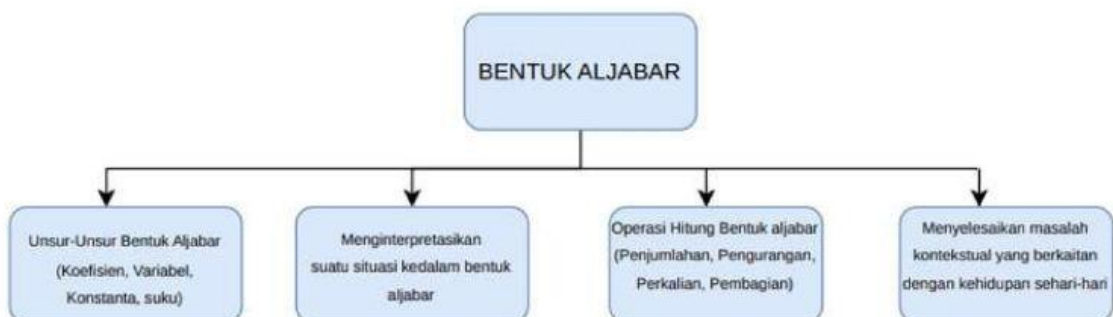 BENTUK ALJABAR
Unsur-Unsur Bentuk Aljabar
(Koefisien, Variabel,
Konstanta, suku)
Menginterpretasikan
suatu situasi kedalam bentuk
aljabar
Operasi Hitung Bentuk aljabar
(Penjumlahan, Pengurangan,
Perkalian, Pembagian)
Menyelesaikan masalah
kontekstual yang berkaitan
dengan kehidupan sehari-hari